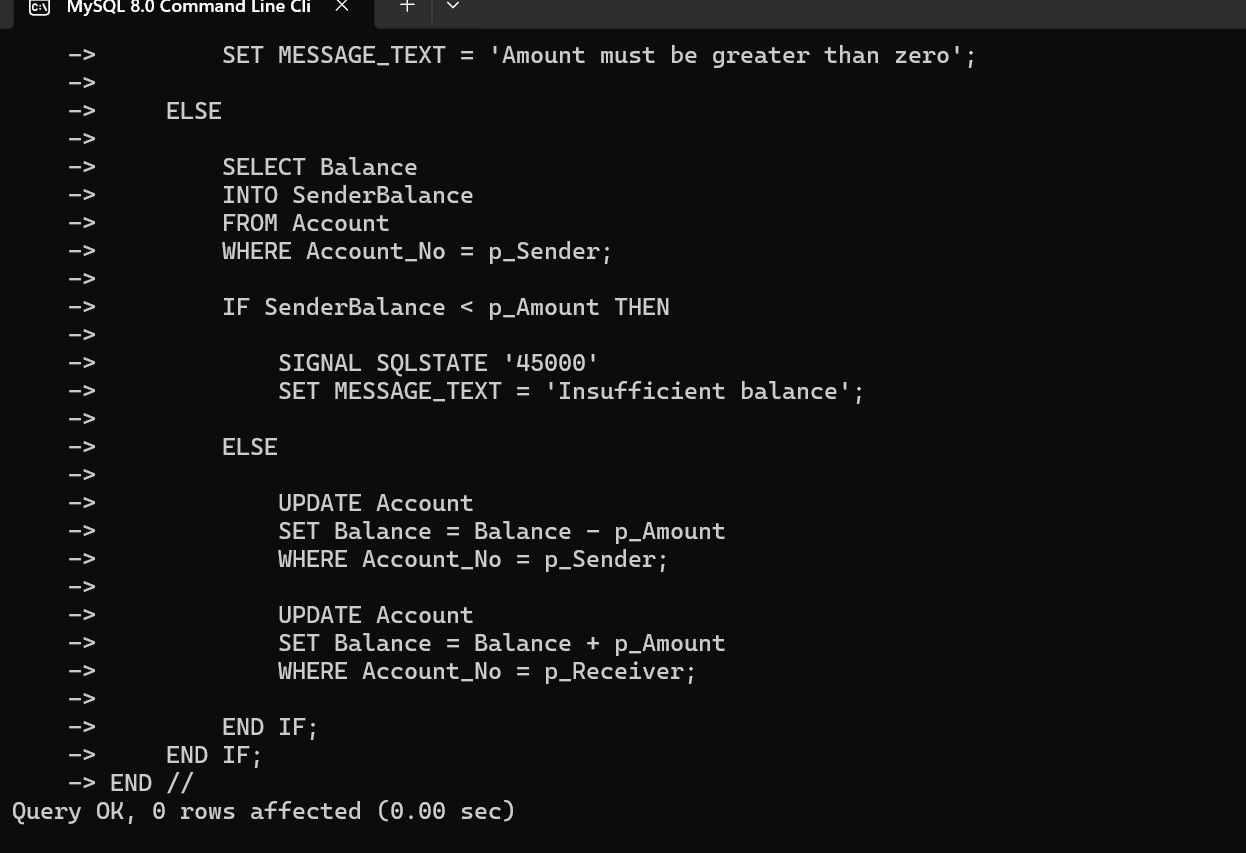 MySQL 8.0 Command Line Cli
->         SET MESSAGE_TEXT = 'Amount must be greater than zero';
->
->     ELSE
->
->         SELECT Balance
->         INTO SenderBalance
->         FROM Account
->         WHERE Account_No = p_Sender;
->
->         IF SenderBalance < p_Amount THEN
->
->             SIGNAL SQLSTATE '45000'
->             SET MESSAGE_TEXT = 'Insufficient balance';
->
->         ELSE
->
->             UPDATE Account
->             SET Balance = Balance - p_Amount
->             WHERE Account_No = p_Sender;
->
->             UPDATE Account
->             SET Balance = Balance + p_Amount
->             WHERE Account_No = p_Receiver;
->
->         END IF;
->     END IF;
-> END //
Query OK, 0 rows affected (0.00 sec)